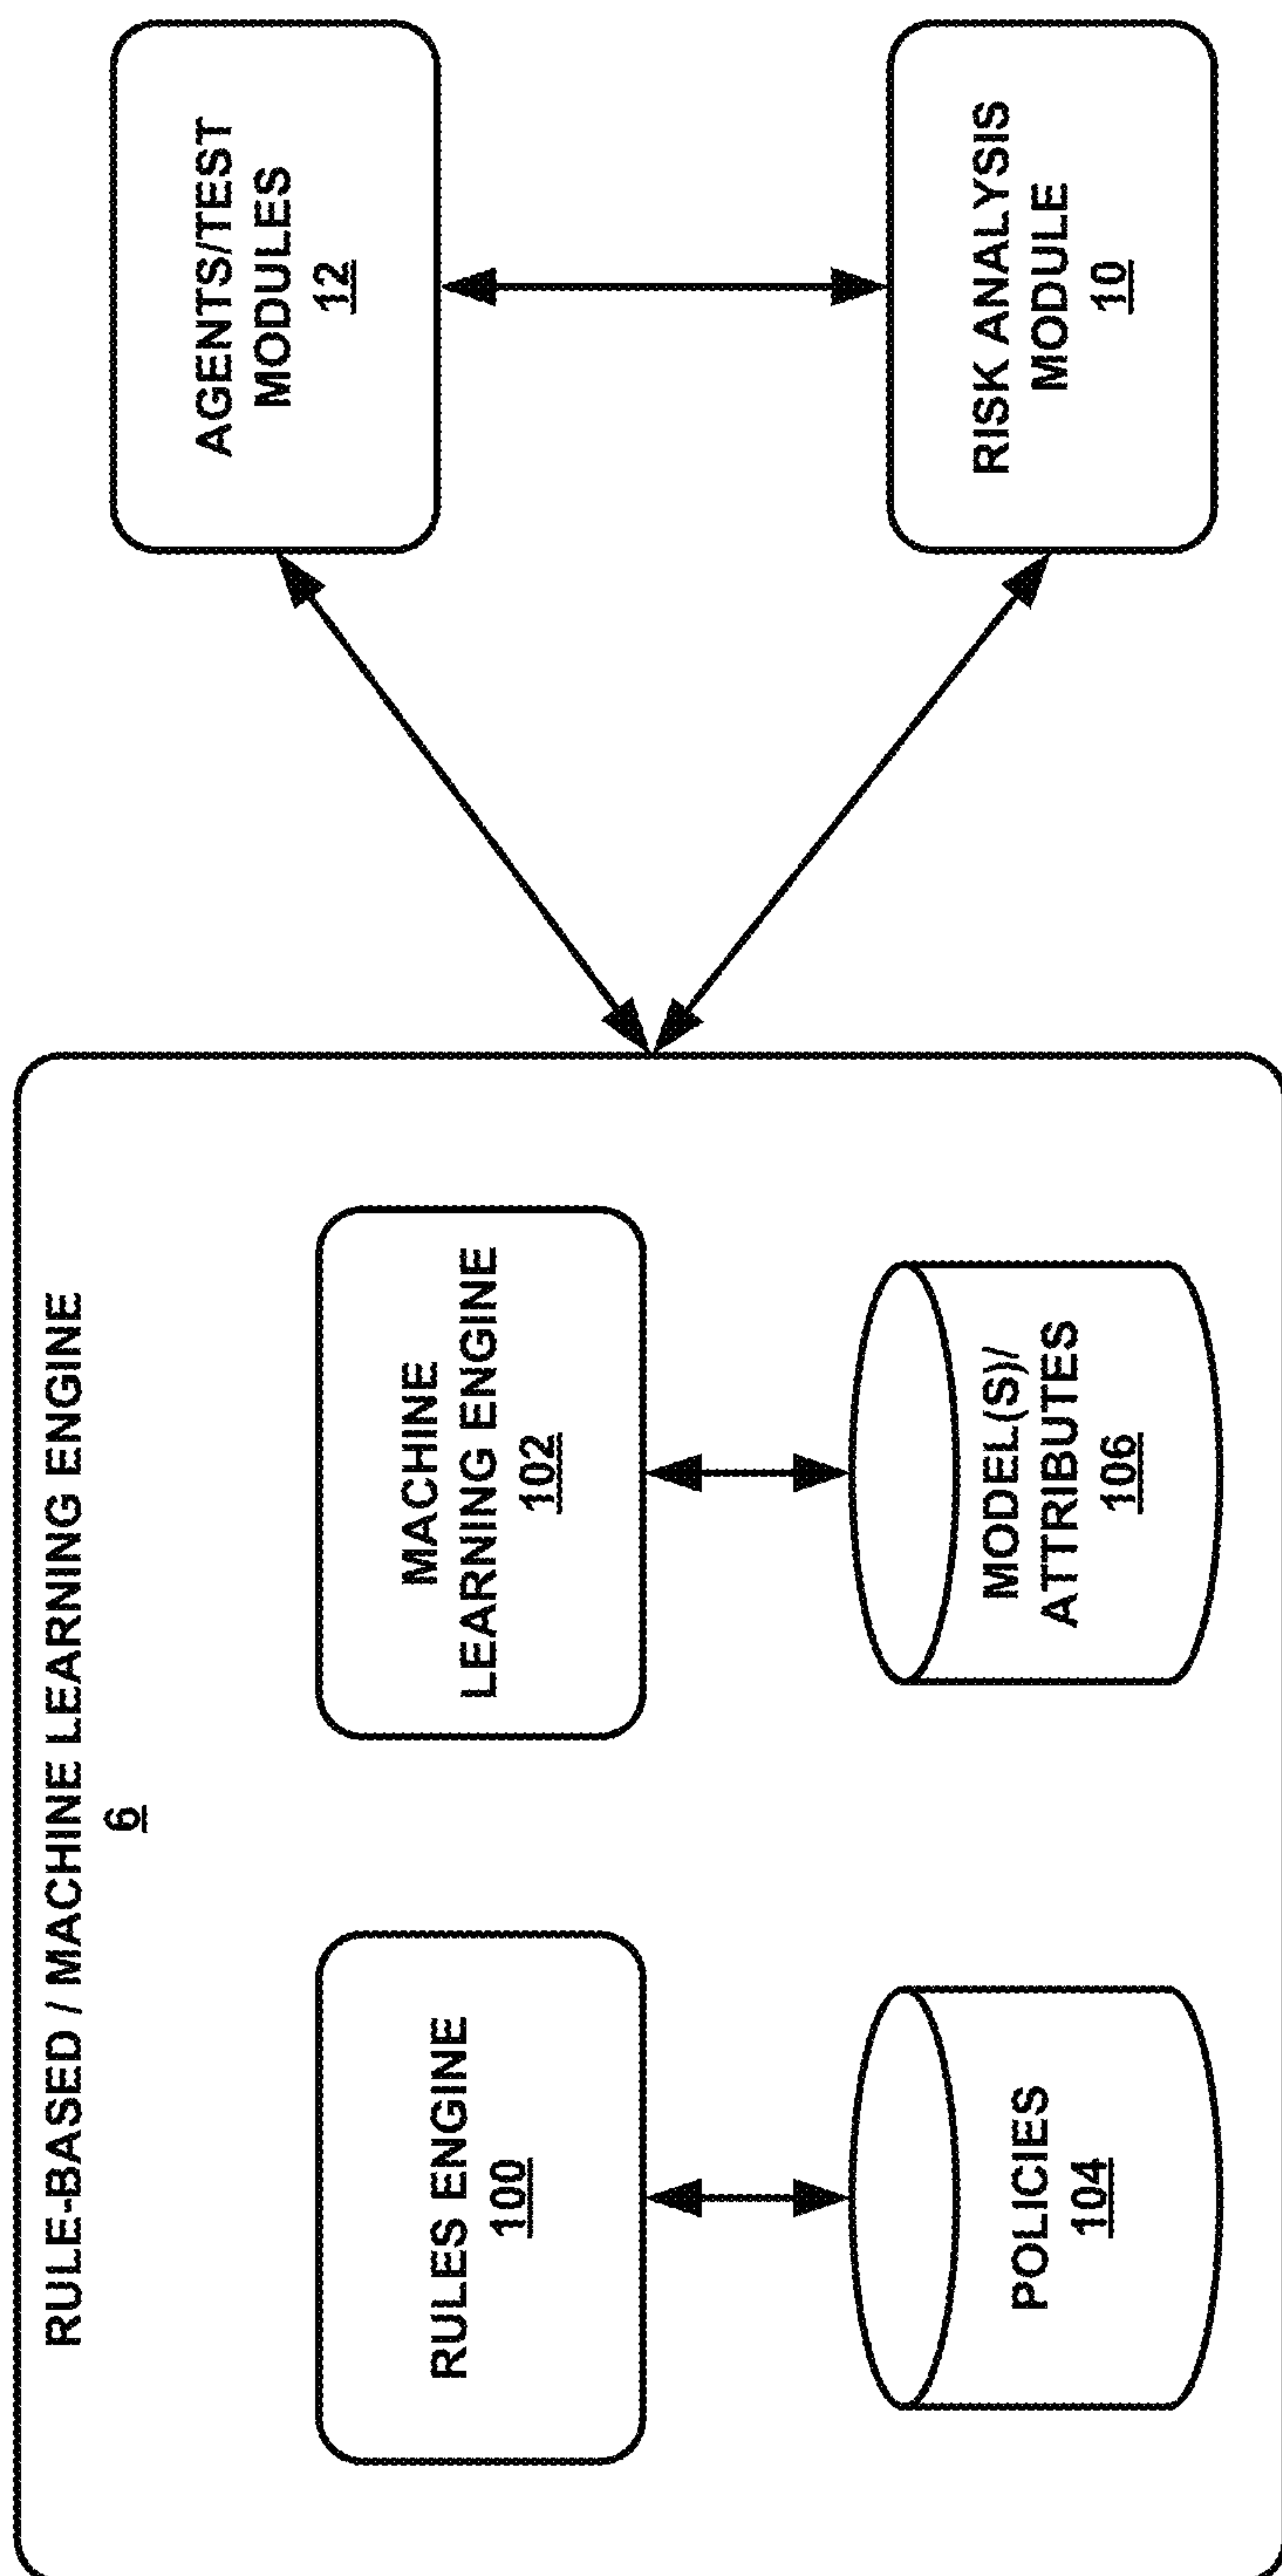 RULE-BASED / MACHINE LEARNING ENGINE
6
RULES ENGINE
100
MACHINE
LEARNING ENGINE
102
POLICIES
104
MODEL(S)/
ATTRIBUTES
106
AGENTS/TEST
MODULES
12
RISK ANALYSIS
MODULE
10